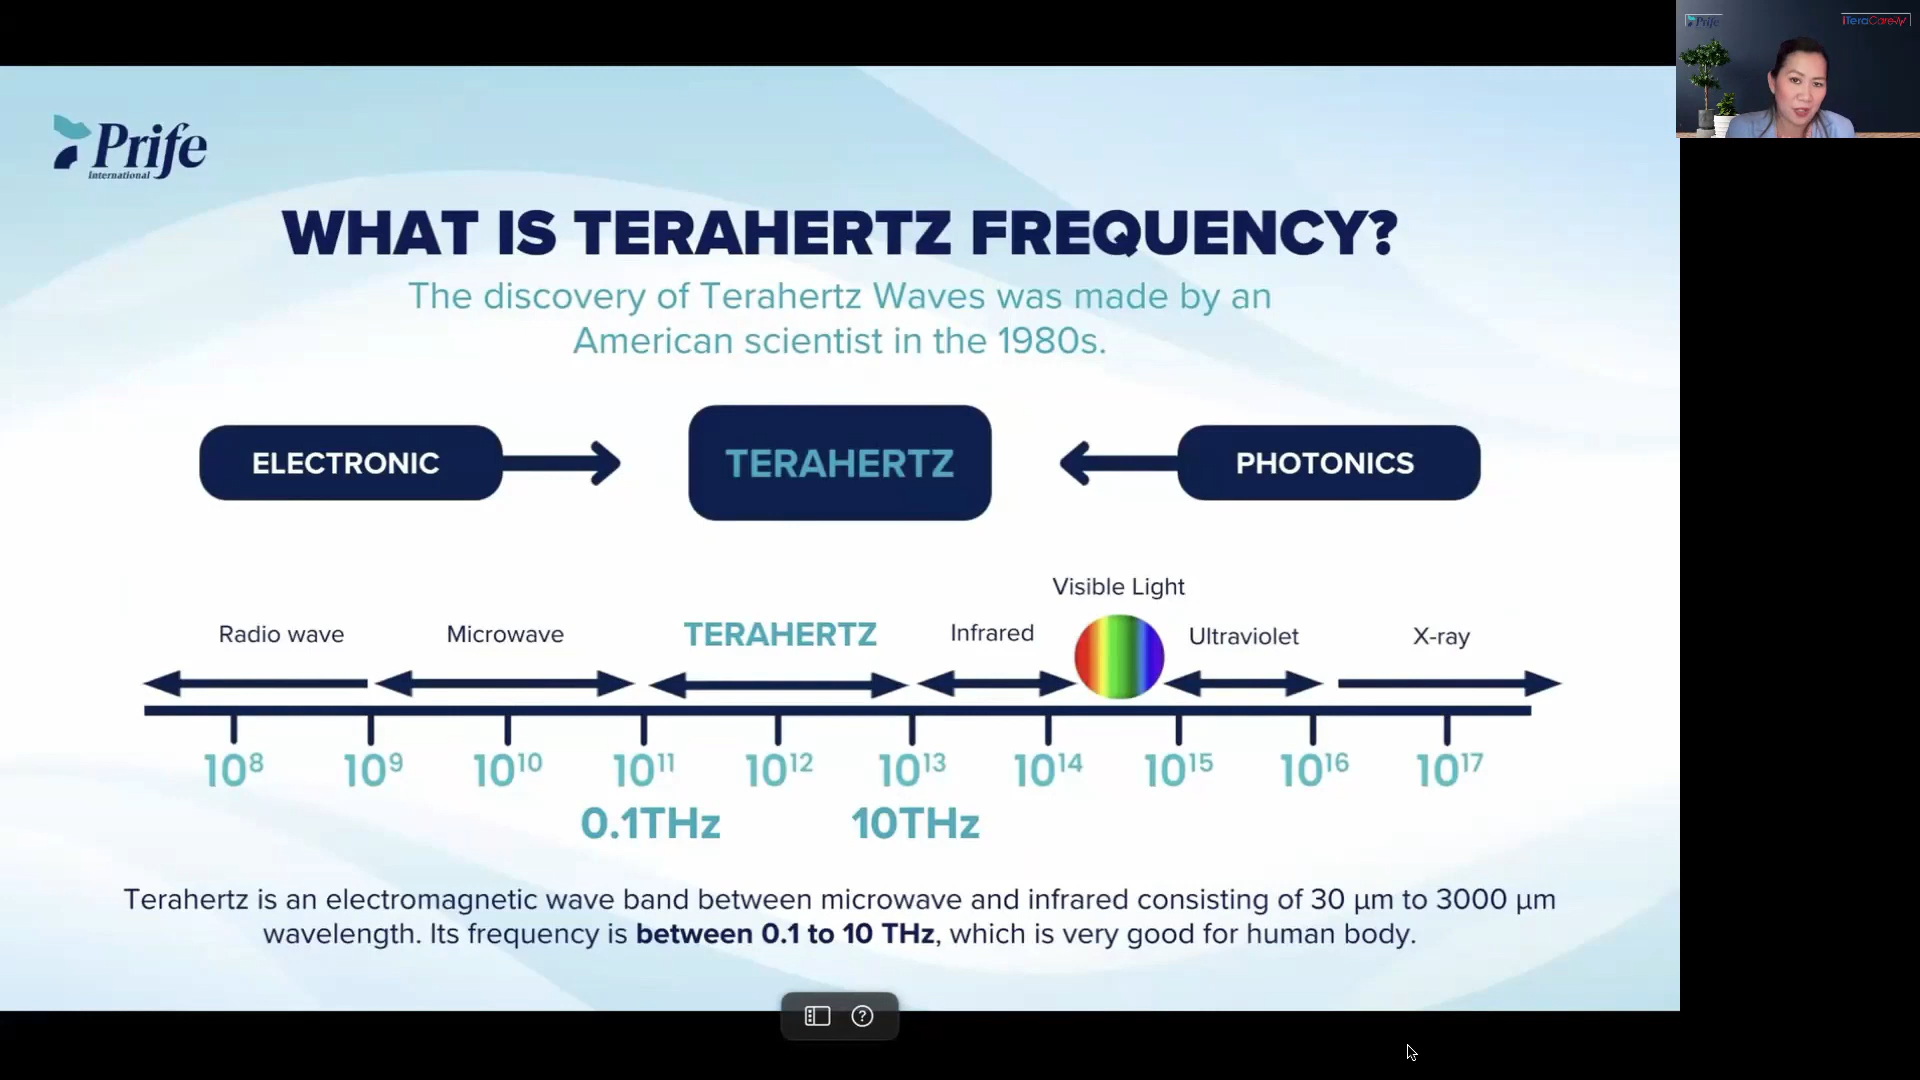 Prife
International
Prife
iTeraCare
WHAT IS TERAHERTZ FREQUENCY?
The discovery of Terahertz Waves was made by an
American scientist in the 1980s.
ELECTRONIC
TERAHERTZ
PHOTONICS
Visible Light
Radio wave
Microwave
TERAHERTZ
Infrared
Ultraviolet
X-ray
10⁸ 10⁹ 10¹⁰ 10¹¹ 10¹² 10¹³ 10¹⁴ 10¹⁵ 10¹⁶ 10¹⁷
0.1THz 10THz
Terahertz is an electromagnetic wave band between microwave and infrared consisting of 30 μm to 3000 μm
wavelength. Its frequency is between 0.1 to 10 THz, which is very good for human body.
?